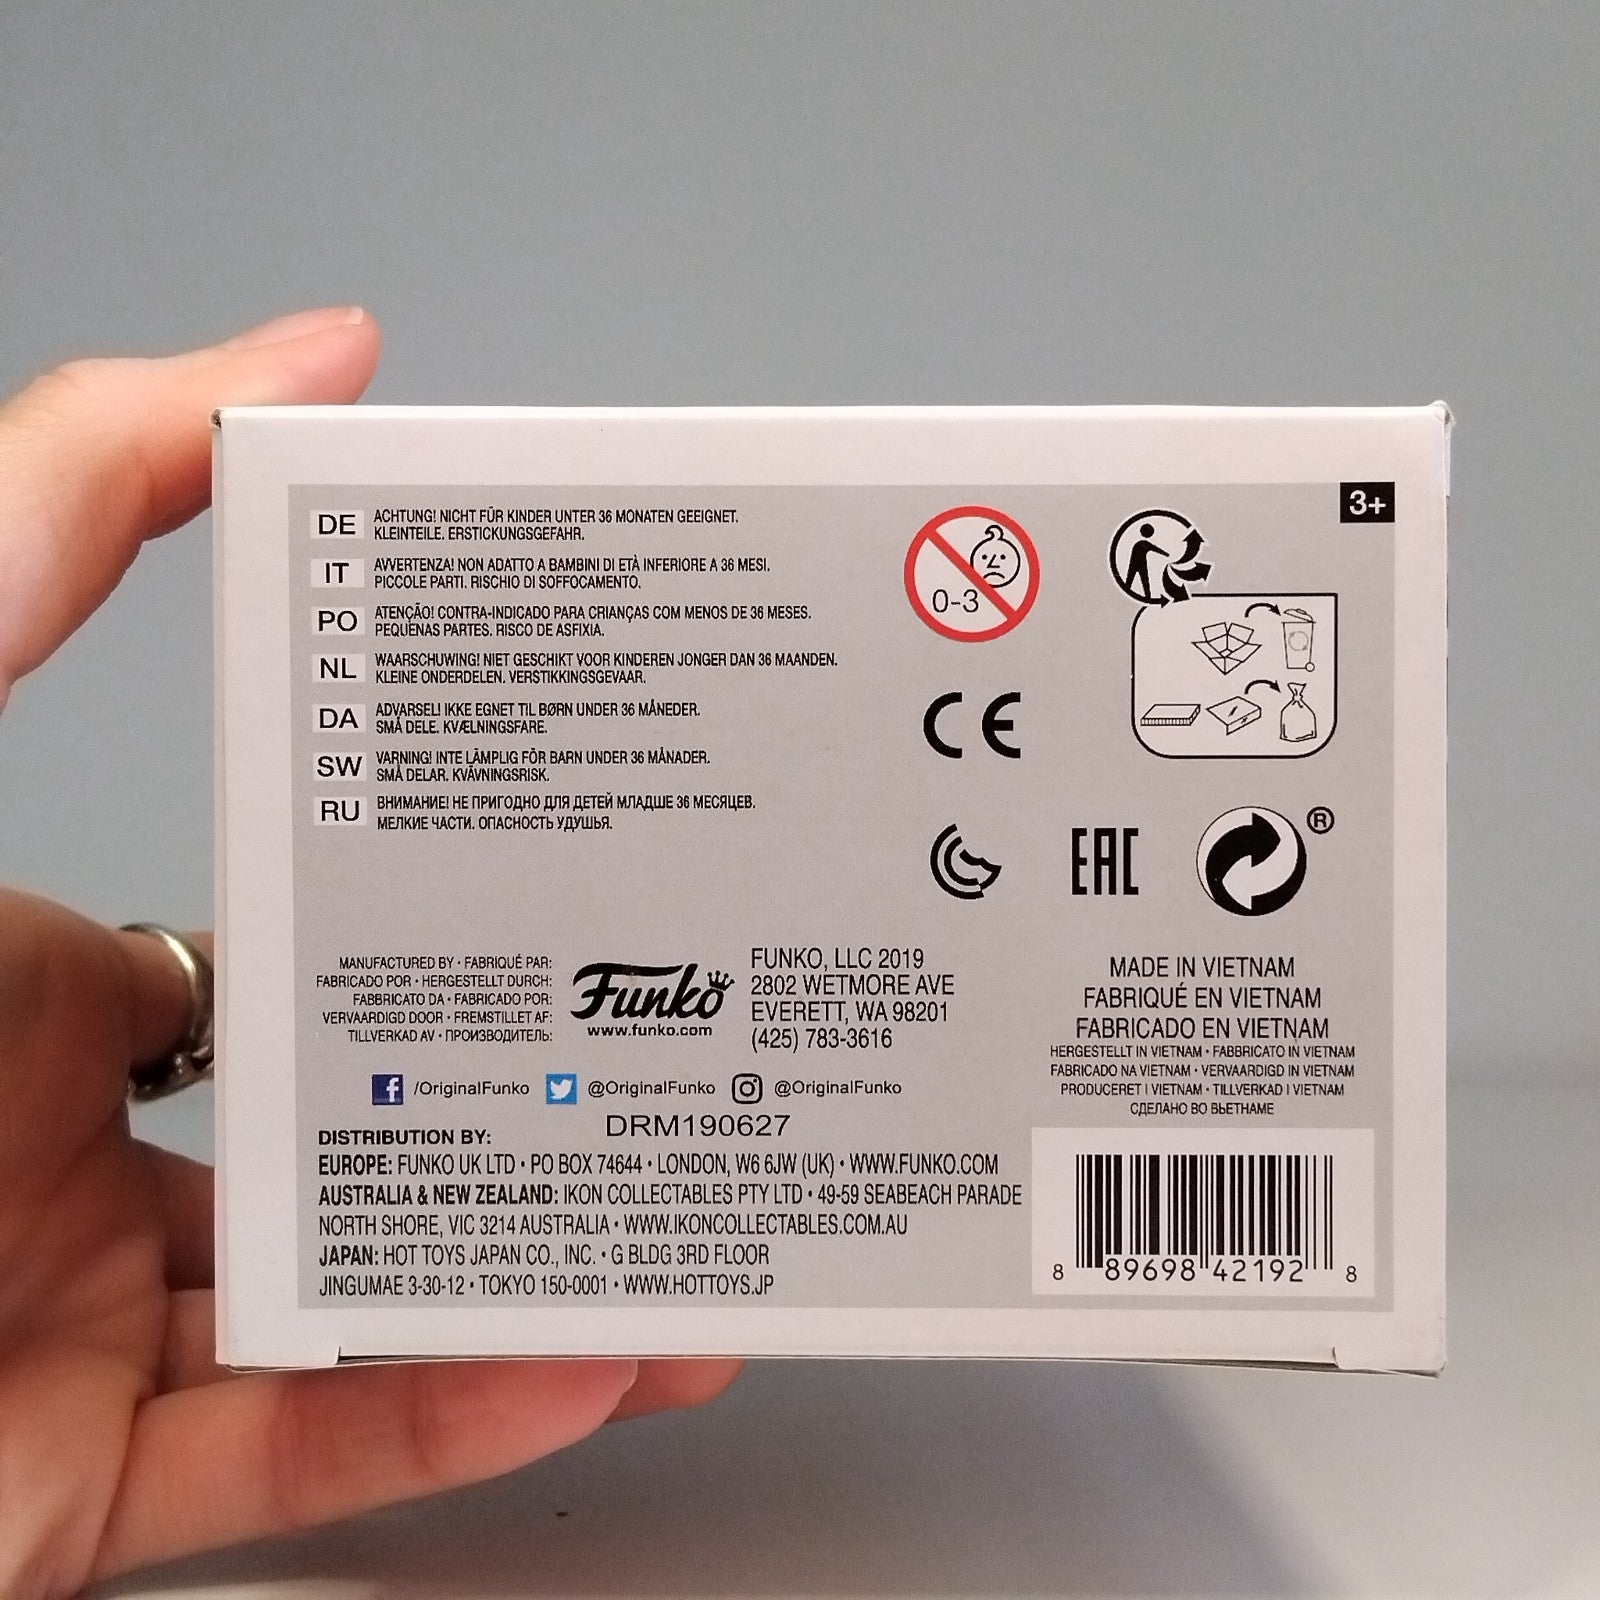 3+
DE ACHTUNG! NICHT FÜR KINDER UNTER 36 MONATEN GEEIGNET.
KLEINTEILE. ERSTICKUNGSGEFAHR.
IT AVVERTENZA! NON ADATTO A BAMBINI DI ETÀ INFERIORE A 36 MESI.
PICCOLE PARTI. RISCHIO DI SOFFOCAMENTO.
PO ATENÇÃO! CONTRA-INDICADO PARA CRIANÇAS COM MENOS DE 36 MESES.
PEQUENAS PARTES. RISCO DE ASFIXIA.
NL WAARSCHUWING! NIET GESCHIKT VOOR KINDEREN JONGER DAN 36 MAANDEN.
KLEINE ONDERDELEN. VERSTIKKINGSGEVAAR.
DA ADVARSEL! IKKE EGNET TIL BØRN UNDER 36 MÅNEDER.
SMÅ DELE. KVÆLNINGSFARE.
SW VARNING! INTE LÄMPLIG FÖR BARN UNDER 36 MÅNADER.
SMÅ DELAR. KVÄVNINGSRISK.
RU ВНИМАНИЕ! НЕ ПРИГОДНО ДЛЯ ДЕТЕЙ МЛАДШЕ 36 МЕСЯЦЕВ.
МЕЛКИЕ ЧАСТИ. ОПАСНОСТЬ УДУШЬЯ.
0-3
CE
EAC
®
MANUFACTURED BY • FABRIQUÉ PAR:
FABRICADO POR • HERGESTELLT DURCH:
FABBRICATO DA • FABRICADO POR:
VERVAARDIGD DOOR • FREMSTILLET AF:
TILLVERKAD AV • ПРОИЗВОДИТЕЛЬ:
Funko
www.funko.com
FUNKO, LLC 2019
2802 WETMORE AVE
EVERETT, WA 98201
(425) 783-3616
MADE IN VIETNAM
FABRIQUÉ EN VIETNAM
FABRICADO EN VIETNAM
HERGESTELLT IN VIETNAM • FABBRICATO IN VIETNAM
FABRICADO NA VIETNAM • VERVAARDIGD IN VIETNAM
PRODUCERET I VIETNAM • TILLVERKAD I VIETNAM
СДЕЛАНО ВО ВЬЕТНАМЕ
/OriginalFunko @OriginalFunko @OriginalFunko
DRM190627
DISTRIBUTION BY:
EUROPE: FUNKO UK LTD • PO BOX 74644 • LONDON, W6 6JW (UK) • WWW.FUNKO.COM
AUSTRALIA & NEW ZEALAND: IKON COLLECTABLES PTY LTD • 49-59 SEABEACH PARADE
NORTH SHORE, VIC 3214 AUSTRALIA • WWW.IKONCOLLECTABLES.COM.AU
JAPAN: HOT TOYS JAPAN CO., INC. • G BLDG 3RD FLOOR
JINGUMAE 3-30-12 • TOKYO 150-0001 • WWW.HOTTOYS.JP
8 89698 42192 8